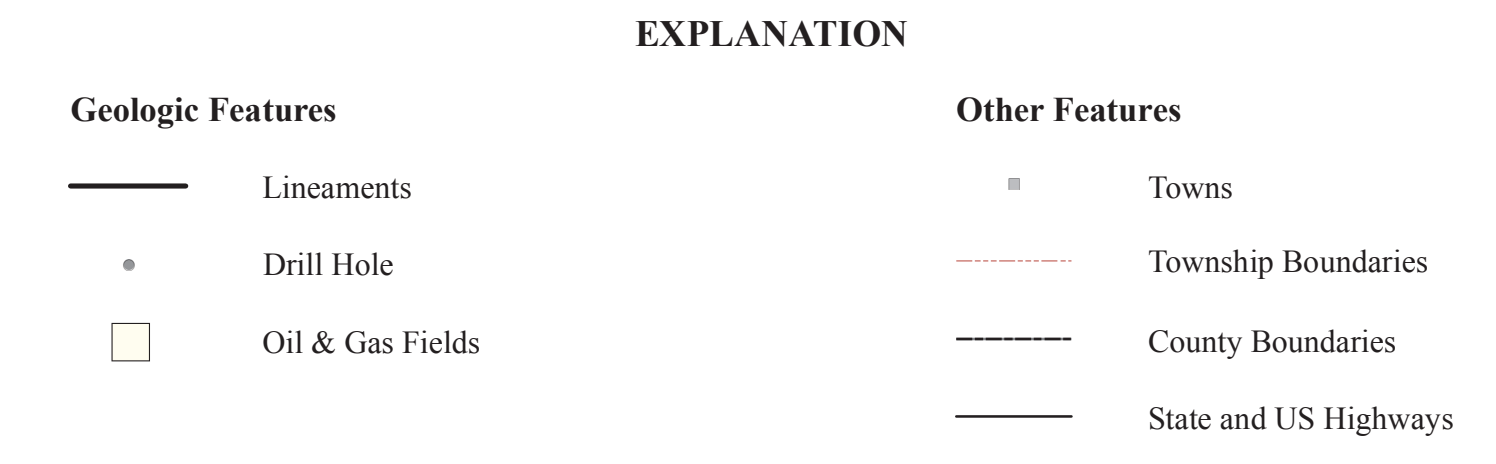 EXPLANATION
Geologic Features
Lineaments
Drill Hole
Oil & Gas Fields
Other Features
Towns
Township Boundaries
County Boundaries
State and US Highways